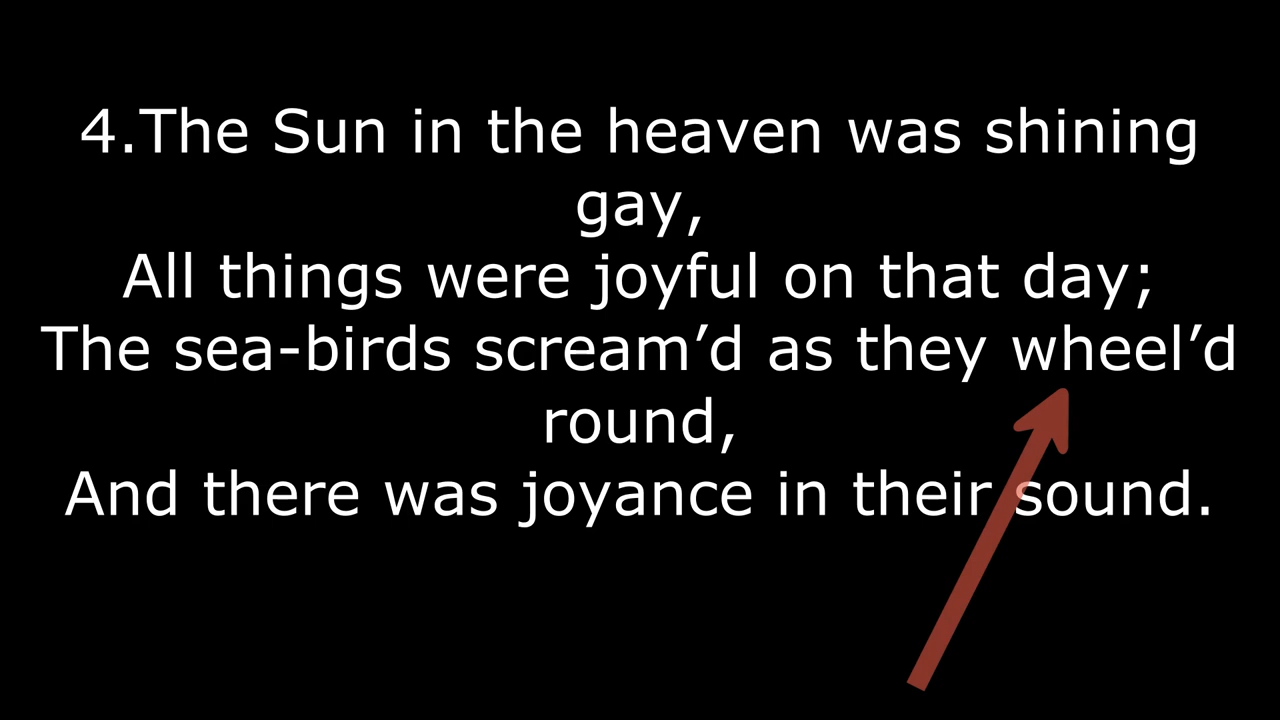 4.The Sun in the heaven was shining
gay,
All things were joyful on that day;
The sea-birds scream’d as they wheel’d
round,
And there was joyance in their sound.